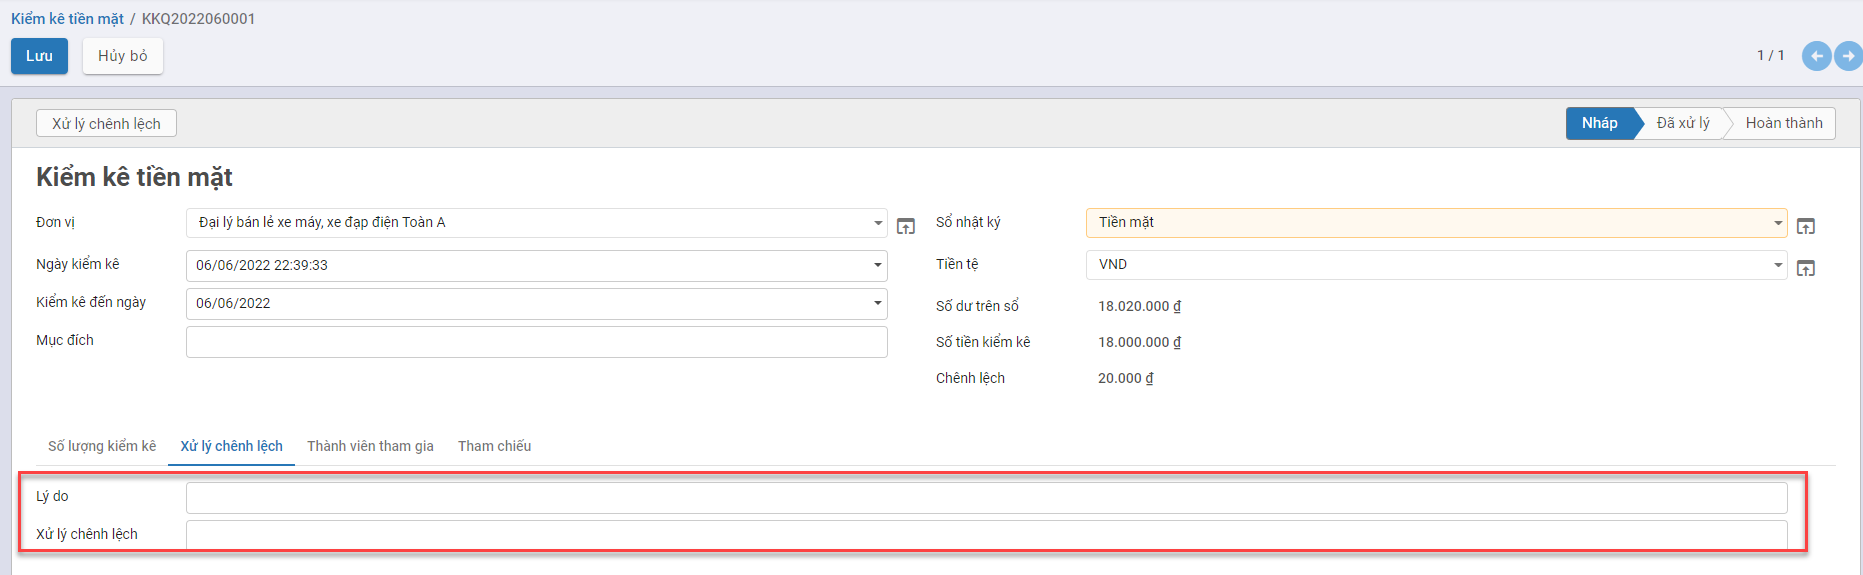 Kiểm kê tiền mặt / KKQ2022060001
Lưu Hủy bỏ 1 / 1
Xử lý chênh lệch Nháp Đã xử lý Hoàn thành
Kiểm kê tiền mặt
Đơn vị Đại lý bán lẻ xe máy, xe đạp điện Toàn A Sổ nhật ký Tiền mặt
Ngày kiểm kê 06/06/2022 22:39:33 Tiền tệ VND
Kiểm kê đến ngày 06/06/2022 Số dư trên sổ 18.020.000 ₫
Mục đích Số tiền kiểm kê 18.000.000 ₫
Chênh lệch 20.000 ₫
Số lượng kiểm kê Xử lý chênh lệch Thành viên tham gia Tham chiếu
Lý do
Xử lý chênh lệch